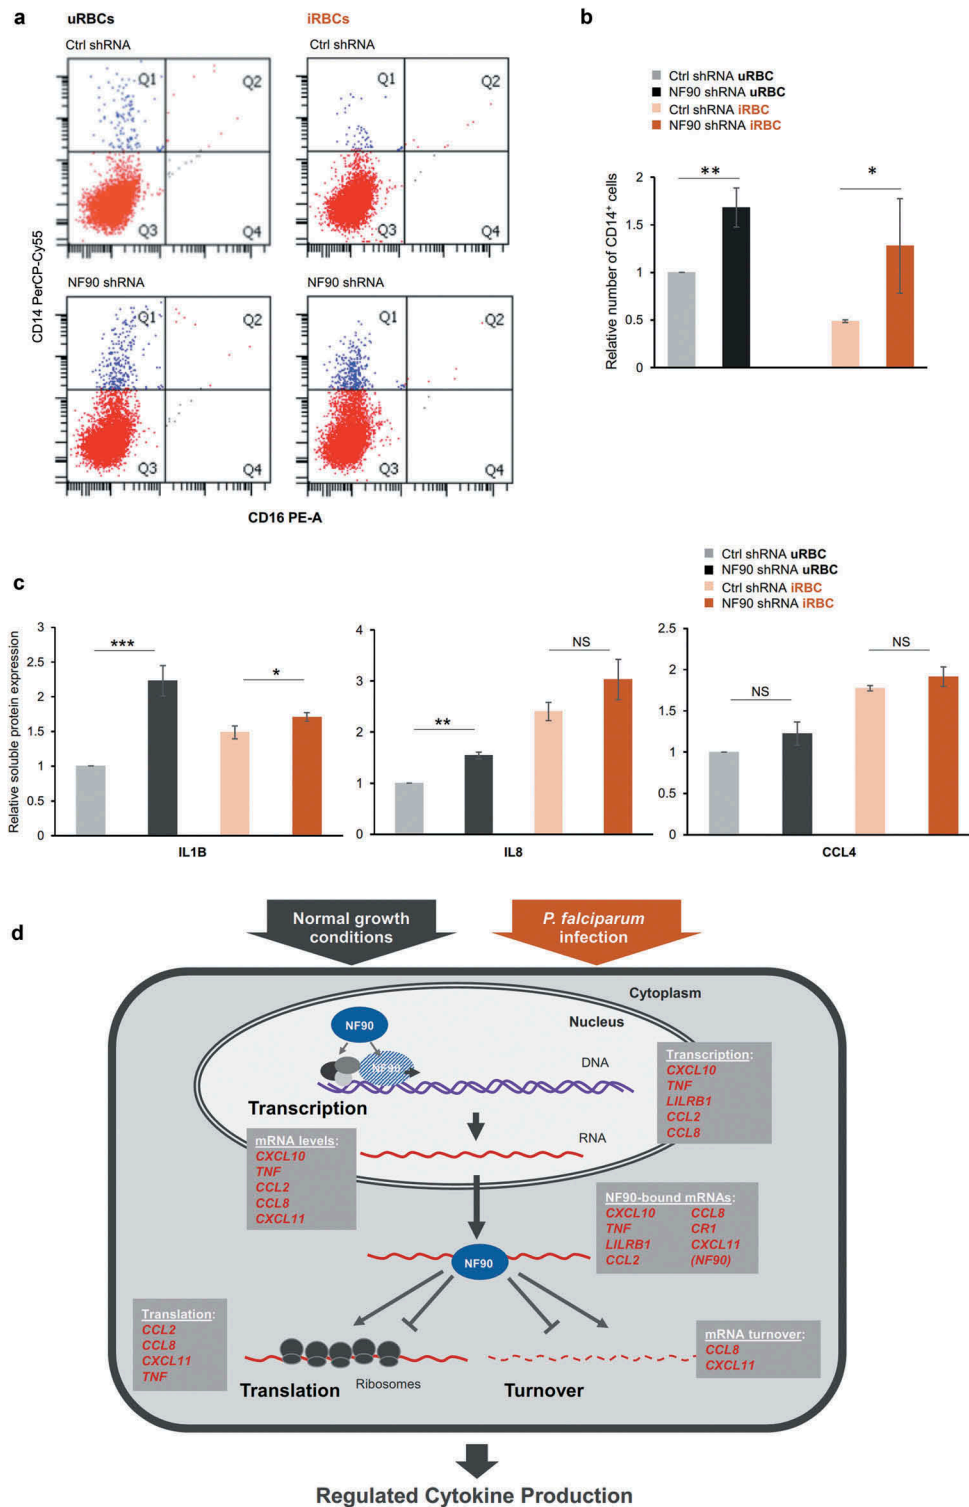 a
uRBCs
iRBCs
Ctrl shRNA
Ctrl shRNA
Q1
Q2
Q3
Q4
Q1
Q2
Q3
Q4
NF90 shRNA
NF90 shRNA
Q1
Q2
Q3
Q4
Q1
Q2
Q3
Q4
CD14 PerCP-Cy55
CD16 PE-A
b
Ctrl shRNA uRBC
NF90 shRNA uRBC
Ctrl shRNA iRBC
NF90 shRNA iRBC
Relative number of CD14+ cells
2
1.5
1
0.5
0
**
*
c
Ctrl shRNA uRBC
NF90 shRNA uRBC
Ctrl shRNA iRBC
NF90 shRNA iRBC
Relative soluble protein expression
3
2.5
2
1.5
1
0.5
0
***
*
IL1B
4
3
2
1
0
**
NS
IL8
2.5
2
1.5
1
0.5
0
NS
NS
CCL4
d
Normal growth
conditions
P. falciparum
infection
Cytoplasm
Nucleus
NF90
NF90
DNA
Transcription
RNA
Transcription:
CXCL10
TNF
LILRB1
CCL2
CCL8
mRNA levels:
CXCL10
TNF
CCL2
CCL8
CXCL11
NF90-bound mRNAs:
CXCL10 CCL8
TNF CR1
LILRB1 CXCL11
CCL2 (NF90)
NF90
Translation:
CCL2
CCL8
CXCL11
TNF
mRNA turnover:
CCL8
CXCL11
Translation
Ribosomes
Turnover
Regulated Cytokine Production